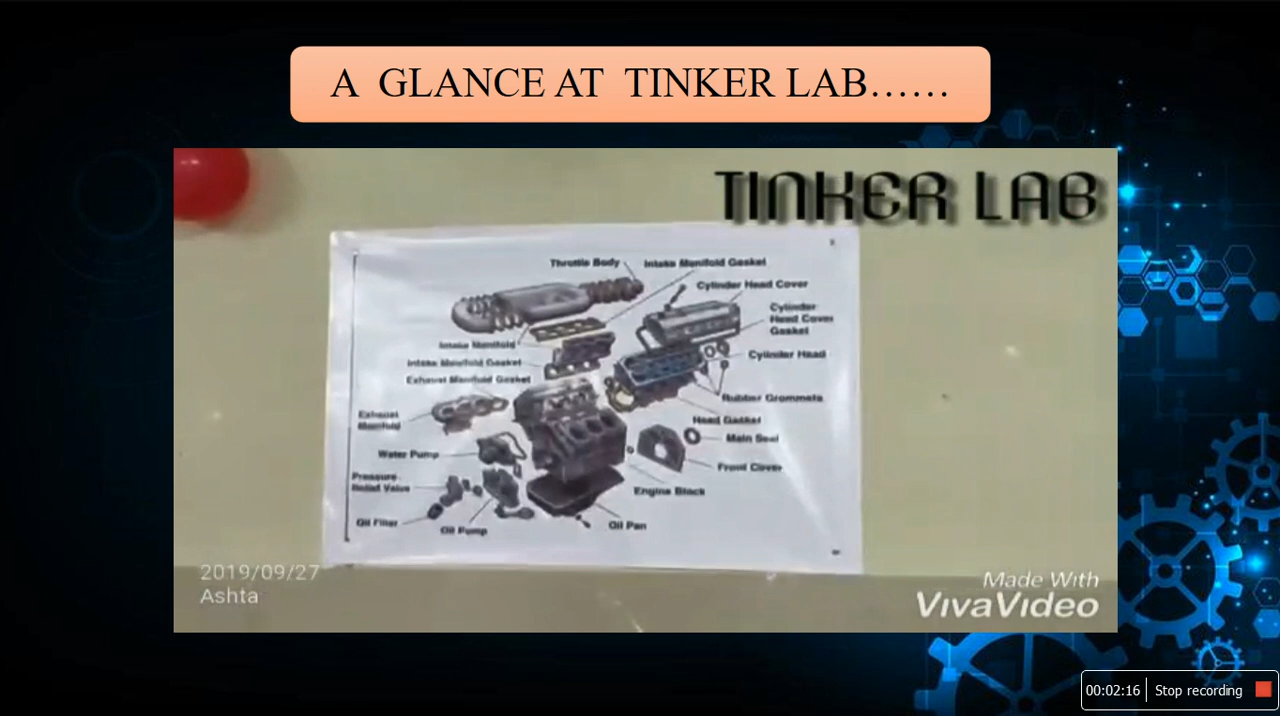 A GLANCE AT TINKER LAB……
TINKER LAB
Throttle Body
Intake Manifold Gasket
Cylinder Head Cover
Cylinder
Head Cover
Gasket
Intake Manifold
Cylinder Head
Intake Manifold Gasket
Exhaust Manifold Gasket
Rubber Grommets
Exhaust
Manifold
Head Gasket
Main Seal
Water Pump
Front Cover
Pressure
Relief Valve
Engine Block
Oil Filter
Oil Pump
Oil Pan
2019/09/27
Ashta
Made With
VivaVideo
00:02:16
Stop recording